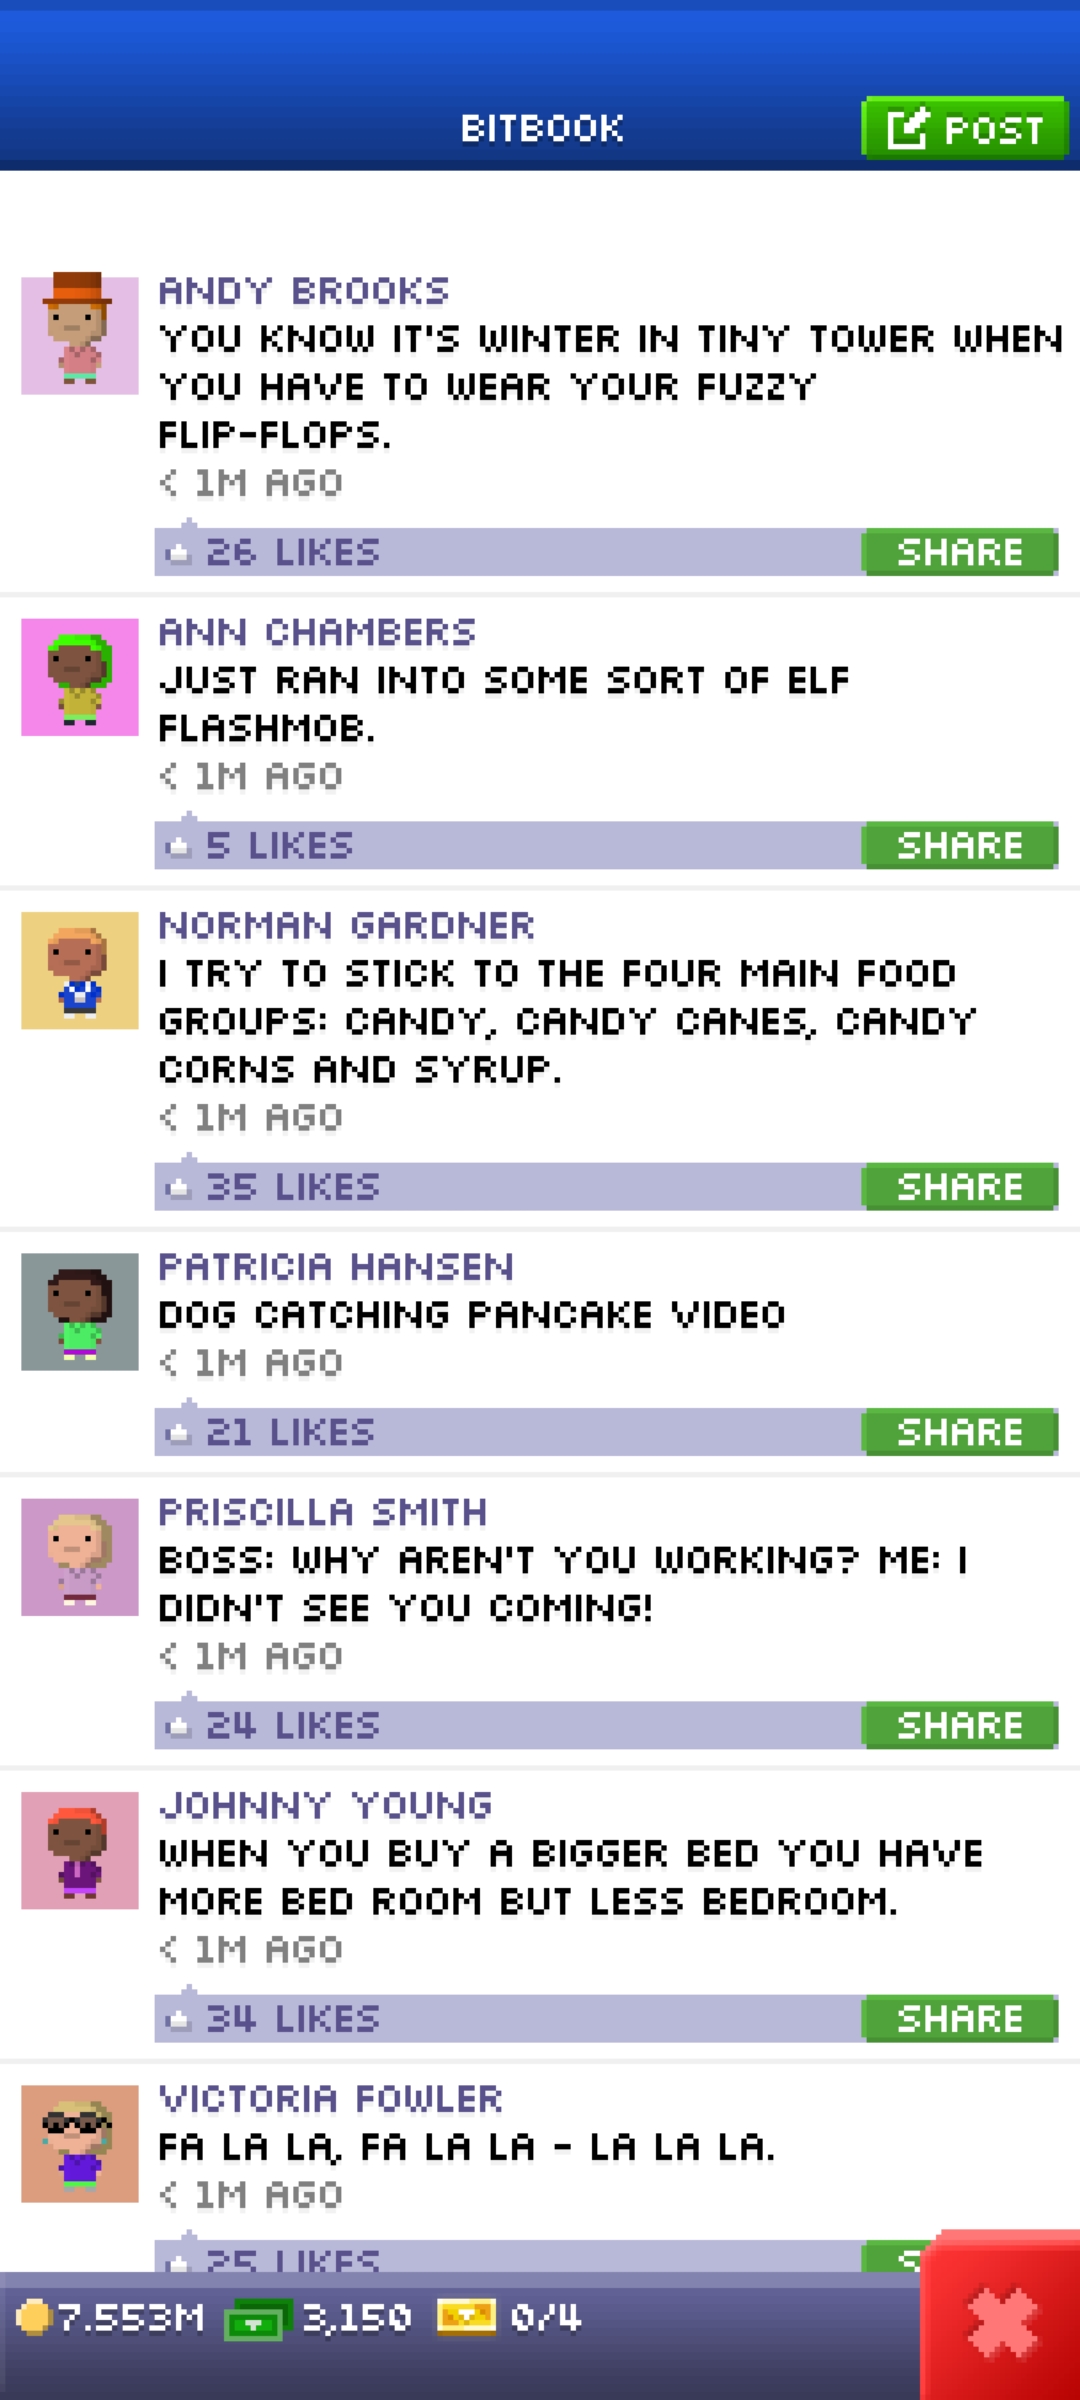 BITBOOK
POST
ANDY BROOKS
YOU KNOW IT'S WINTER IN TINY TOWER WHEN
YOU HAVE TO WEAR YOUR FUZZY
FLIP-FLOPS.
< 1M AGO
26 LIKES
SHARE
ANN CHAMBERS
JUST RAN INTO SOME SORT OF ELF
FLASHMOB.
< 1M AGO
5 LIKES
SHARE
NORMAN GARDNER
I TRY TO STICK TO THE FOUR MAIN FOOD
GROUPS: CANDY, CANDY CANES, CANDY
CORNS AND SYRUP.
< 1M AGO
35 LIKES
SHARE
PATRICIA HANSEN
DOG CATCHING PANCAKE VIDEO
< 1M AGO
21 LIKES
SHARE
PRISCILLA SMITH
BOSS: WHY AREN'T YOU WORKING? ME: I
DIDN'T SEE YOU COMING!
< 1M AGO
24 LIKES
SHARE
JOHNNY YOUNG
WHEN YOU BUY A BIGGER BED YOU HAVE
MORE BED ROOM BUT LESS BEDROOM.
< 1M AGO
34 LIKES
SHARE
VICTORIA FOWLER
FA LA LA, FA LA LA - LA LA LA.
< 1M AGO
25 LIKES
7.553M 3,150 0/4